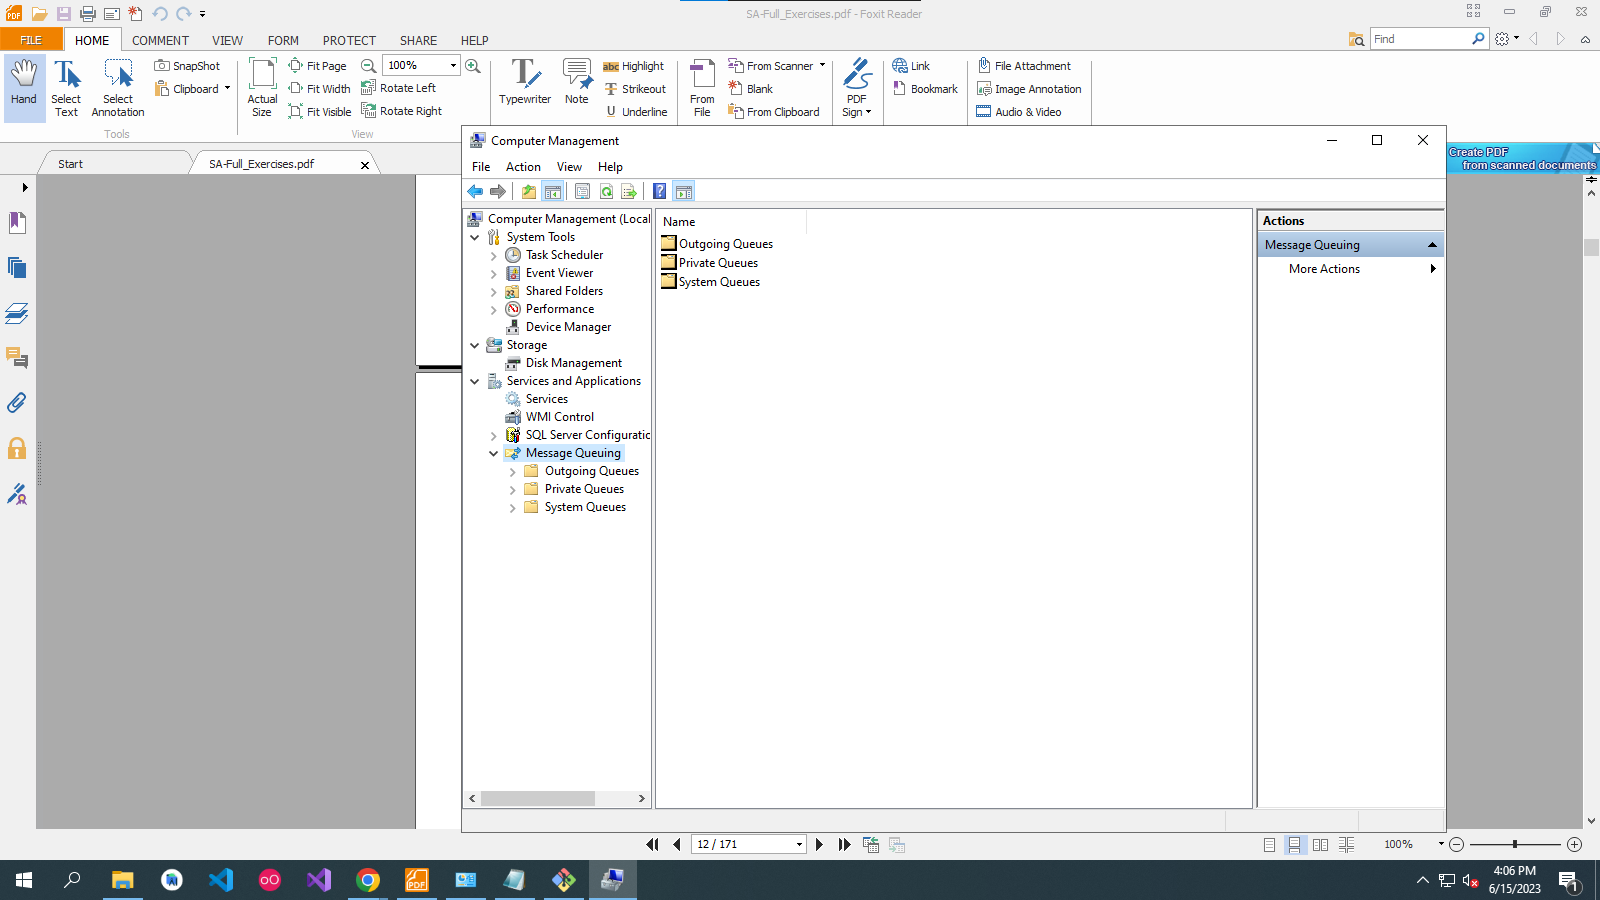 SA-Full_Exercises.pdf - Foxit Reader
FILE
HOME
COMMENT
VIEW
FORM
PROTECT
SHARE
HELP
Find
Hand
Select Text
Select Annotation
SnapShot
Clipboard
Tools
Actual Size
Fit Page
Fit Width
Fit Visible
100%
Rotate Left
Rotate Right
View
Typewriter
Note
abc Highlight
Strikeout
Underline
From File
From Scanner
Blank
From Clipboard
PDF Sign
Link
Bookmark
File Attachment
Image Annotation
Audio & Video
Start
SA-Full_Exercises.pdf
Create PDF
from scanned documents
Computer Management
File
Action
View
Help
Computer Management (Local
System Tools
Task Scheduler
Event Viewer
Shared Folders
Performance
Device Manager
Storage
Disk Management
Services and Applications
Services
WMI Control
SQL Server Configuratic
Message Queuing
Outgoing Queues
Private Queues
System Queues
Name
Outgoing Queues
Private Queues
System Queues
Actions
Message Queuing
More Actions
12 / 171
100%
4:06 PM
6/15/2023
1